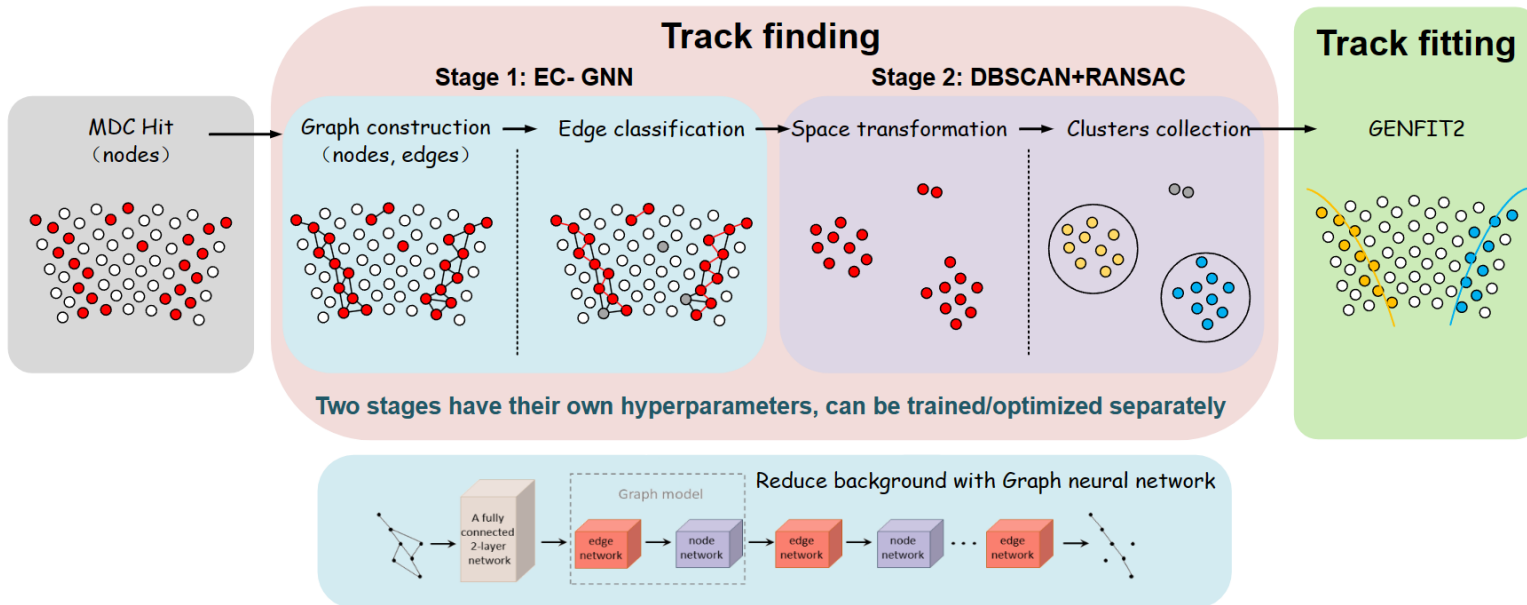 Track finding
Track fitting
Stage 1: EC- GNN
Stage 2: DBSCAN+RANSAC
MDC Hit
（nodes）
Graph construction
（nodes, edges）
Edge classification
Space transformation
Clusters collection
GENFIT2
Two stages have their own hyperparameters, can be trained/optimized separately
Reduce background with Graph neural network
Graph model
A fully
connected
2-layer
network
edge
network
node
network
edge
network
node
network
...
edge
network